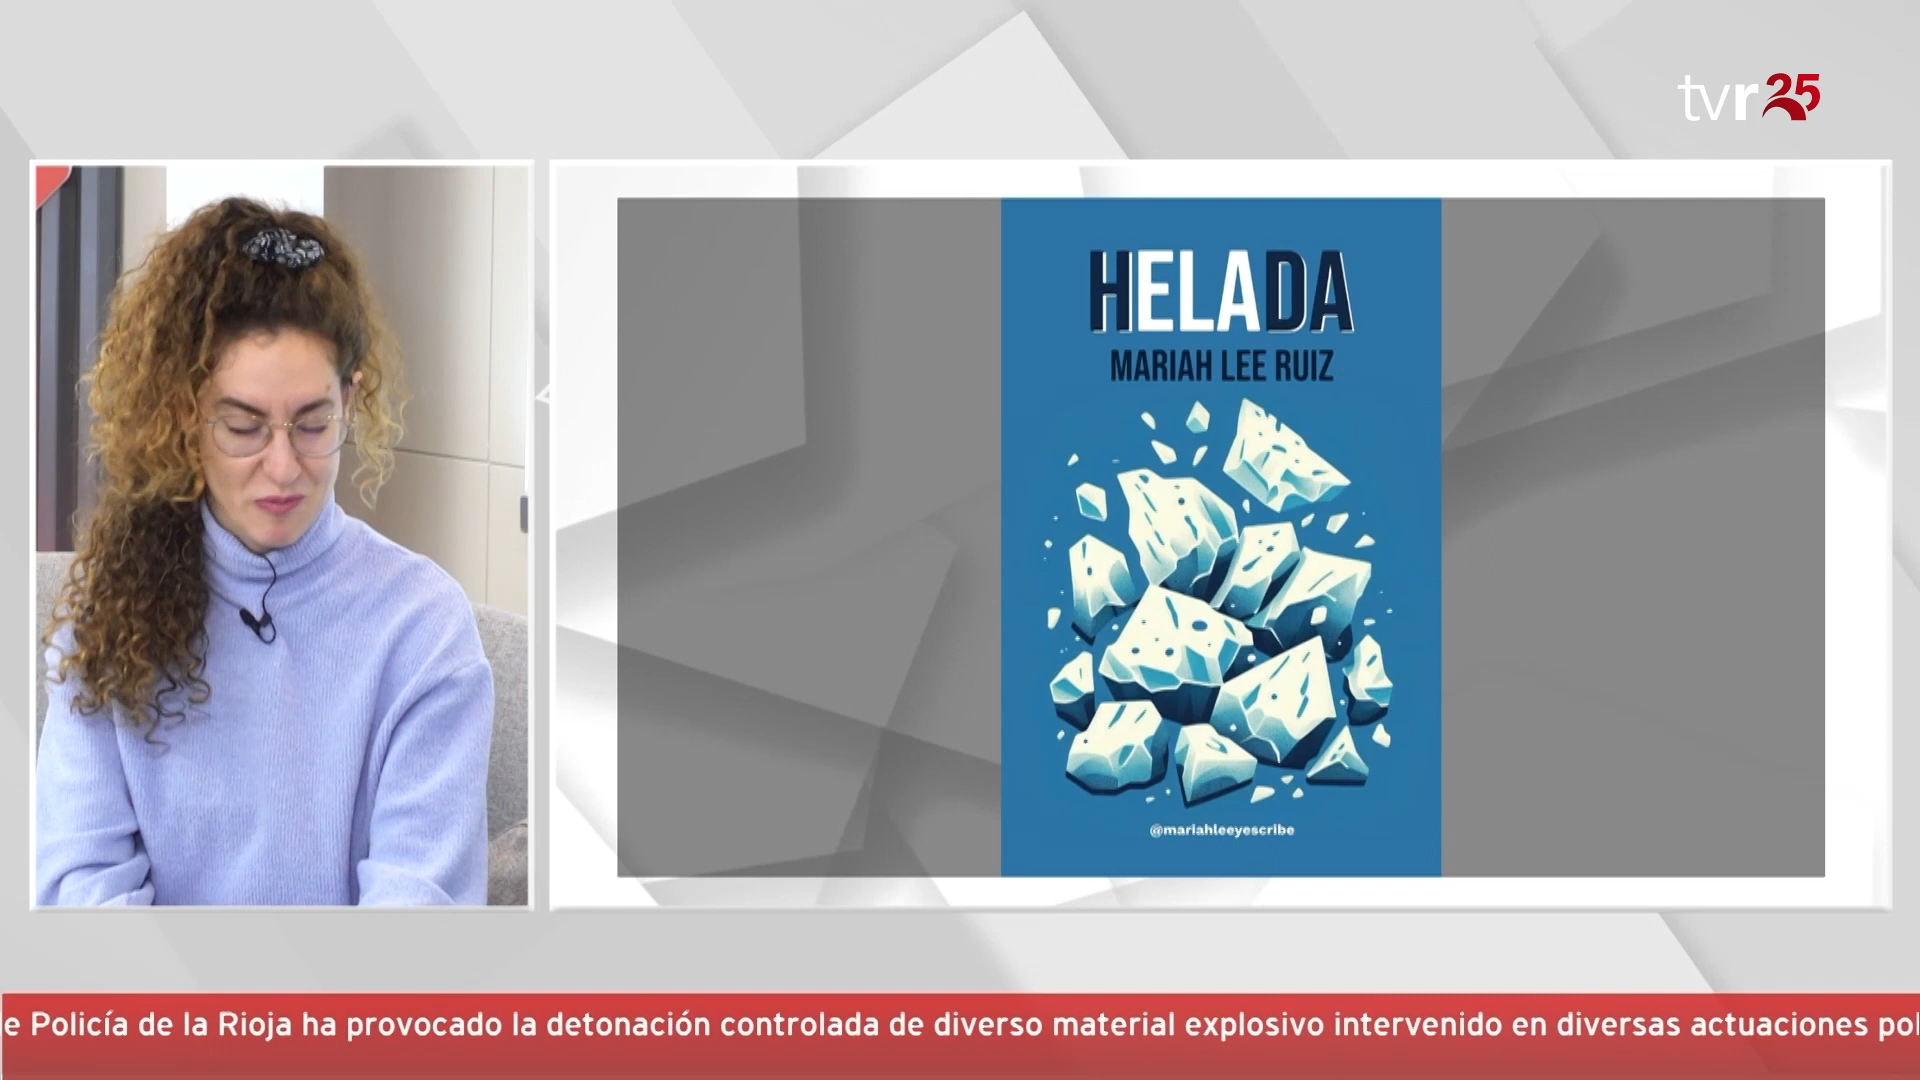 tvr25
HELADA
MARIAH LEE RUIZ
@mariahleeyescribe
e Policía de la Rioja ha provocado la detonación controlada de diverso material explosivo intervenido en diversas actuaciones pol